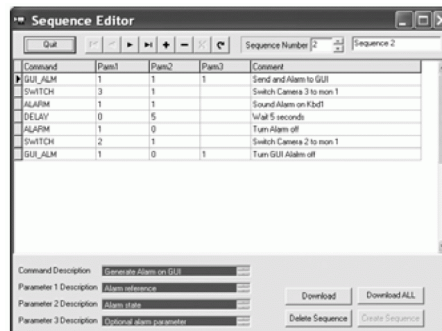 Sequence Editor
Quit Sequence Number 2 Sequence 2
Command Parm1 Parm2 Parm3 Comment
GUI_ALM 1 1 1 Send and Alarm to GUI
SWITCH 3 1 Switch Camera 3 to mon 1
ALARM 1 1 Sound Alarm on Kbd1
DELAY 0 5 Wait 5 seconds
ALARM 1 0 Turn Alarm off
SWITCH 2 1 Switch Camera 2 to mon 1
GUI_ALM 1 0 1 Turn GUI Alalrm off
Command Description Generate Alarm on GUI
Parameter 1 Description Alarm reference
Parameter 2 Description Alarm state
Parameter 3 Description Optional alarm parameter
Download Download ALL
Delete Sequence Create Sequence